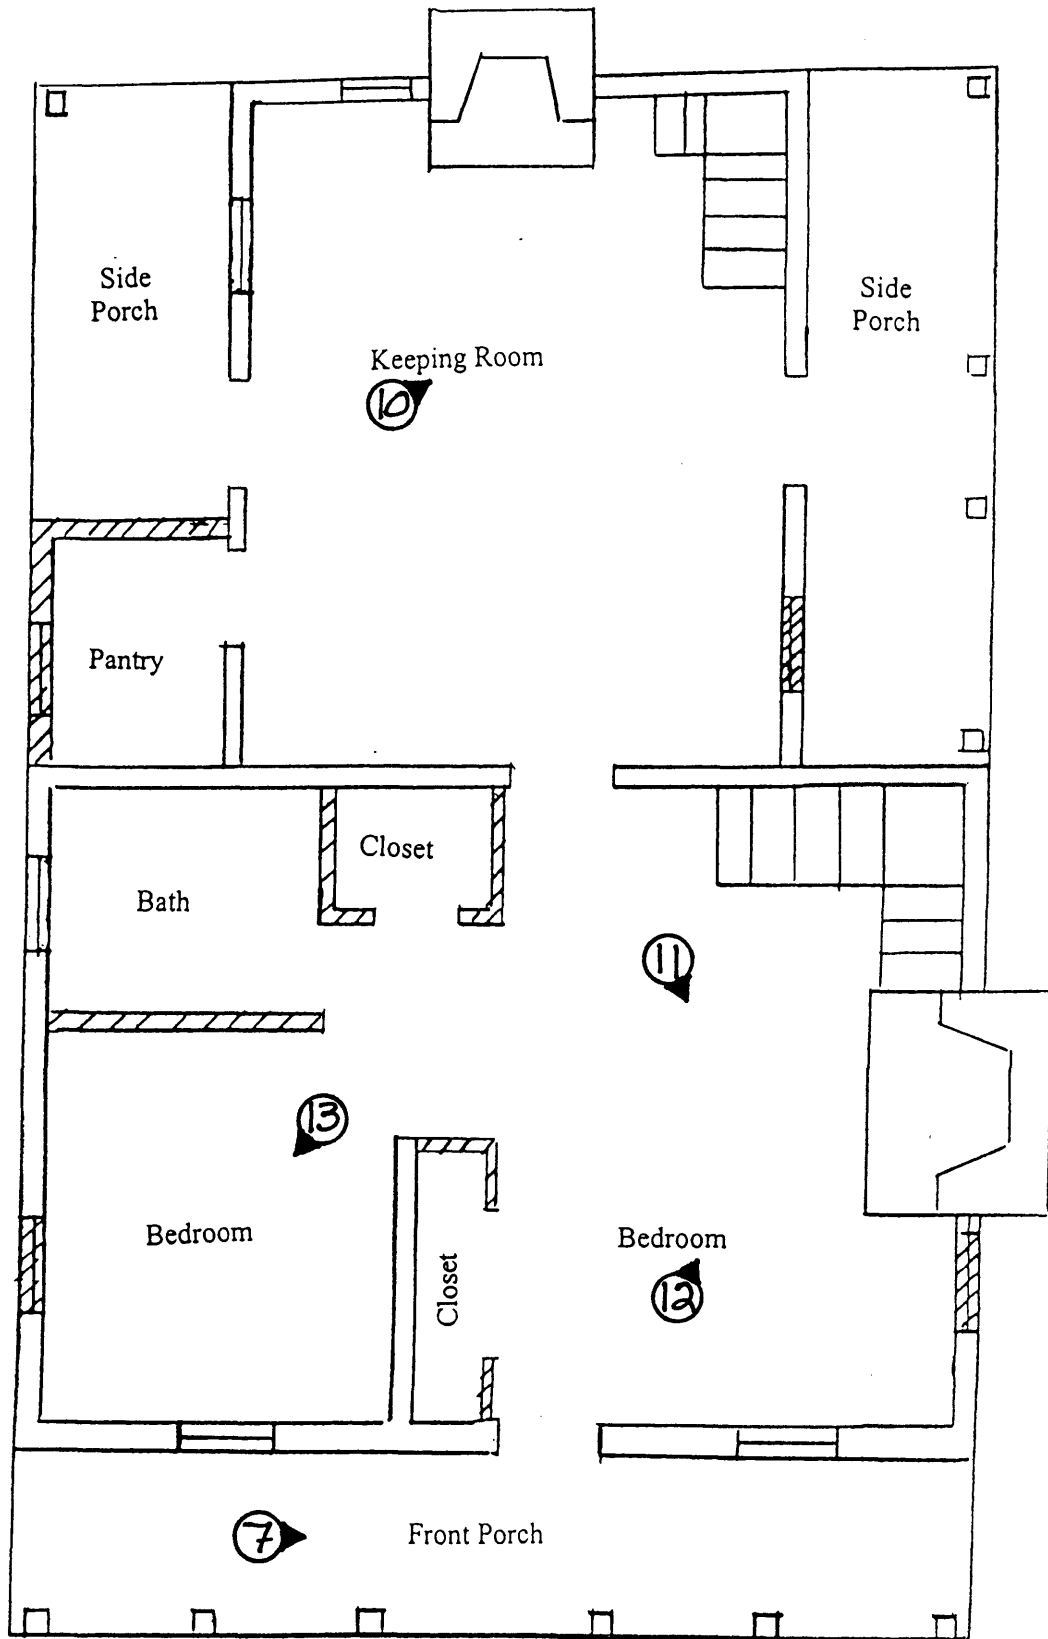 Side
Porch
Side
Porch
Keeping Room
10
Pantry
Closet
Bath
11
13
Bedroom
Closet
Bedroom
12
7
Front Porch